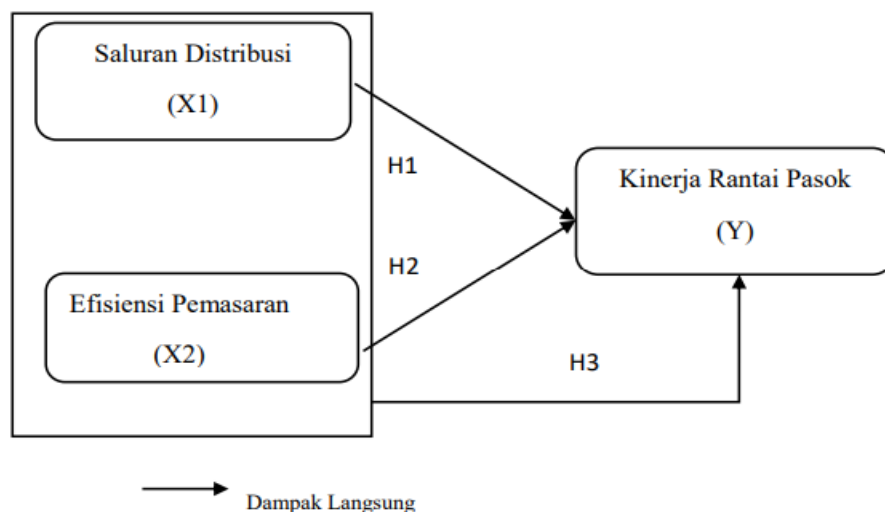 Saluran Distribusi
(X1)
H1
Kinerja Rantai Pasok
(Y)
H2
Efisiensi Pemasaran
(X2)
H3
Dampak Langsung